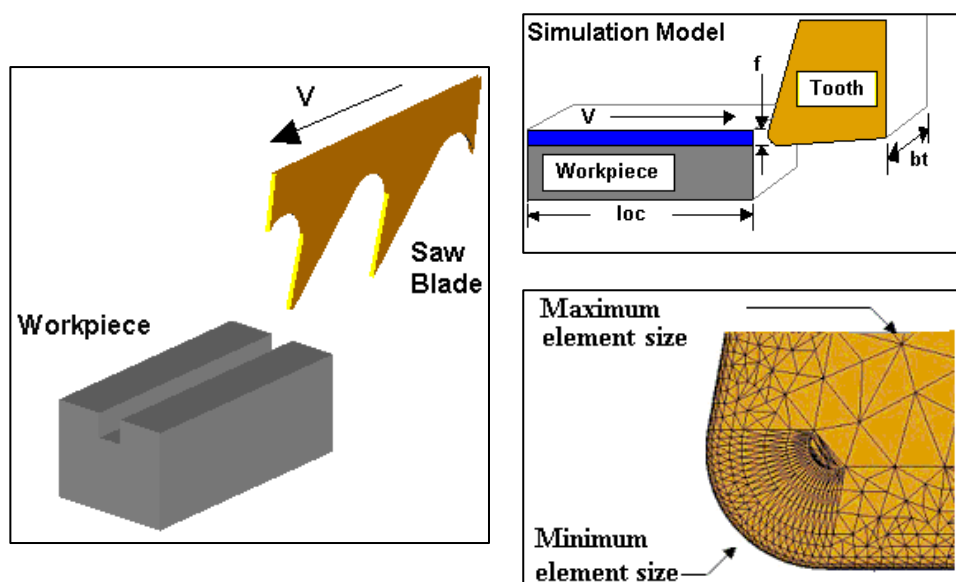 V
Saw
Blade
Workpiece
Simulation Model
f
Tooth
V
Workpiece
bt
loc
Maximum
element size
Minimum
element size